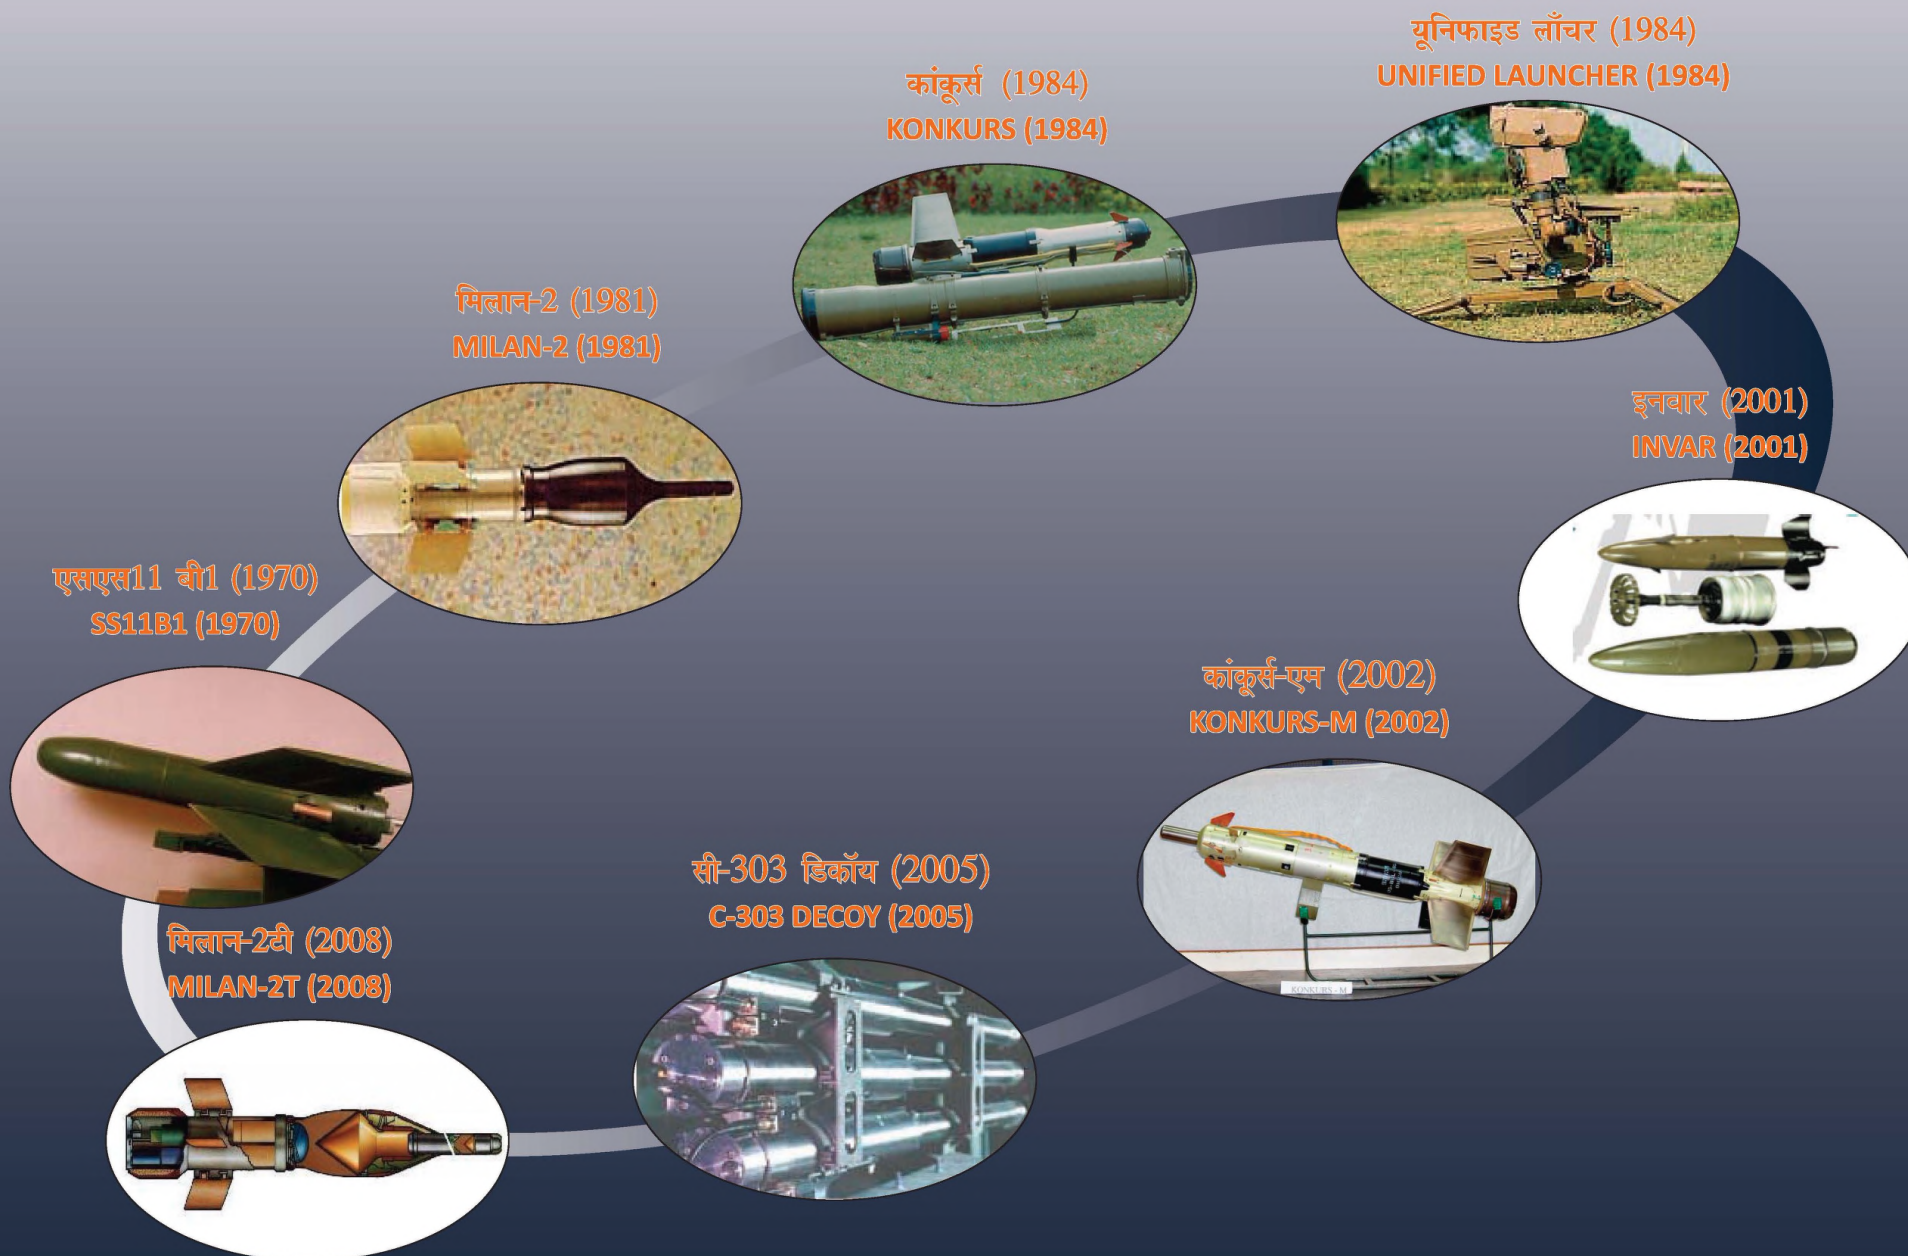 यूनिफाइड लाँचर (1984)
UNIFIED LAUNCHER (1984)
कांकूर्स (1984)
KONKURS (1984)
मिलान-2 (1981)
MILAN-2 (1981)
इनवार (2001)
INVAR (2001)
एसएस11 बी1 (1970)
SS11B1 (1970)
कांकूर्स-एम (2002)
KONKURS-M (2002)
सी-303 डिकॉय (2005)
C-303 DECOY (2005)
मिलान-2टी (2008)
MILAN-2T (2008)
KONKURS - M